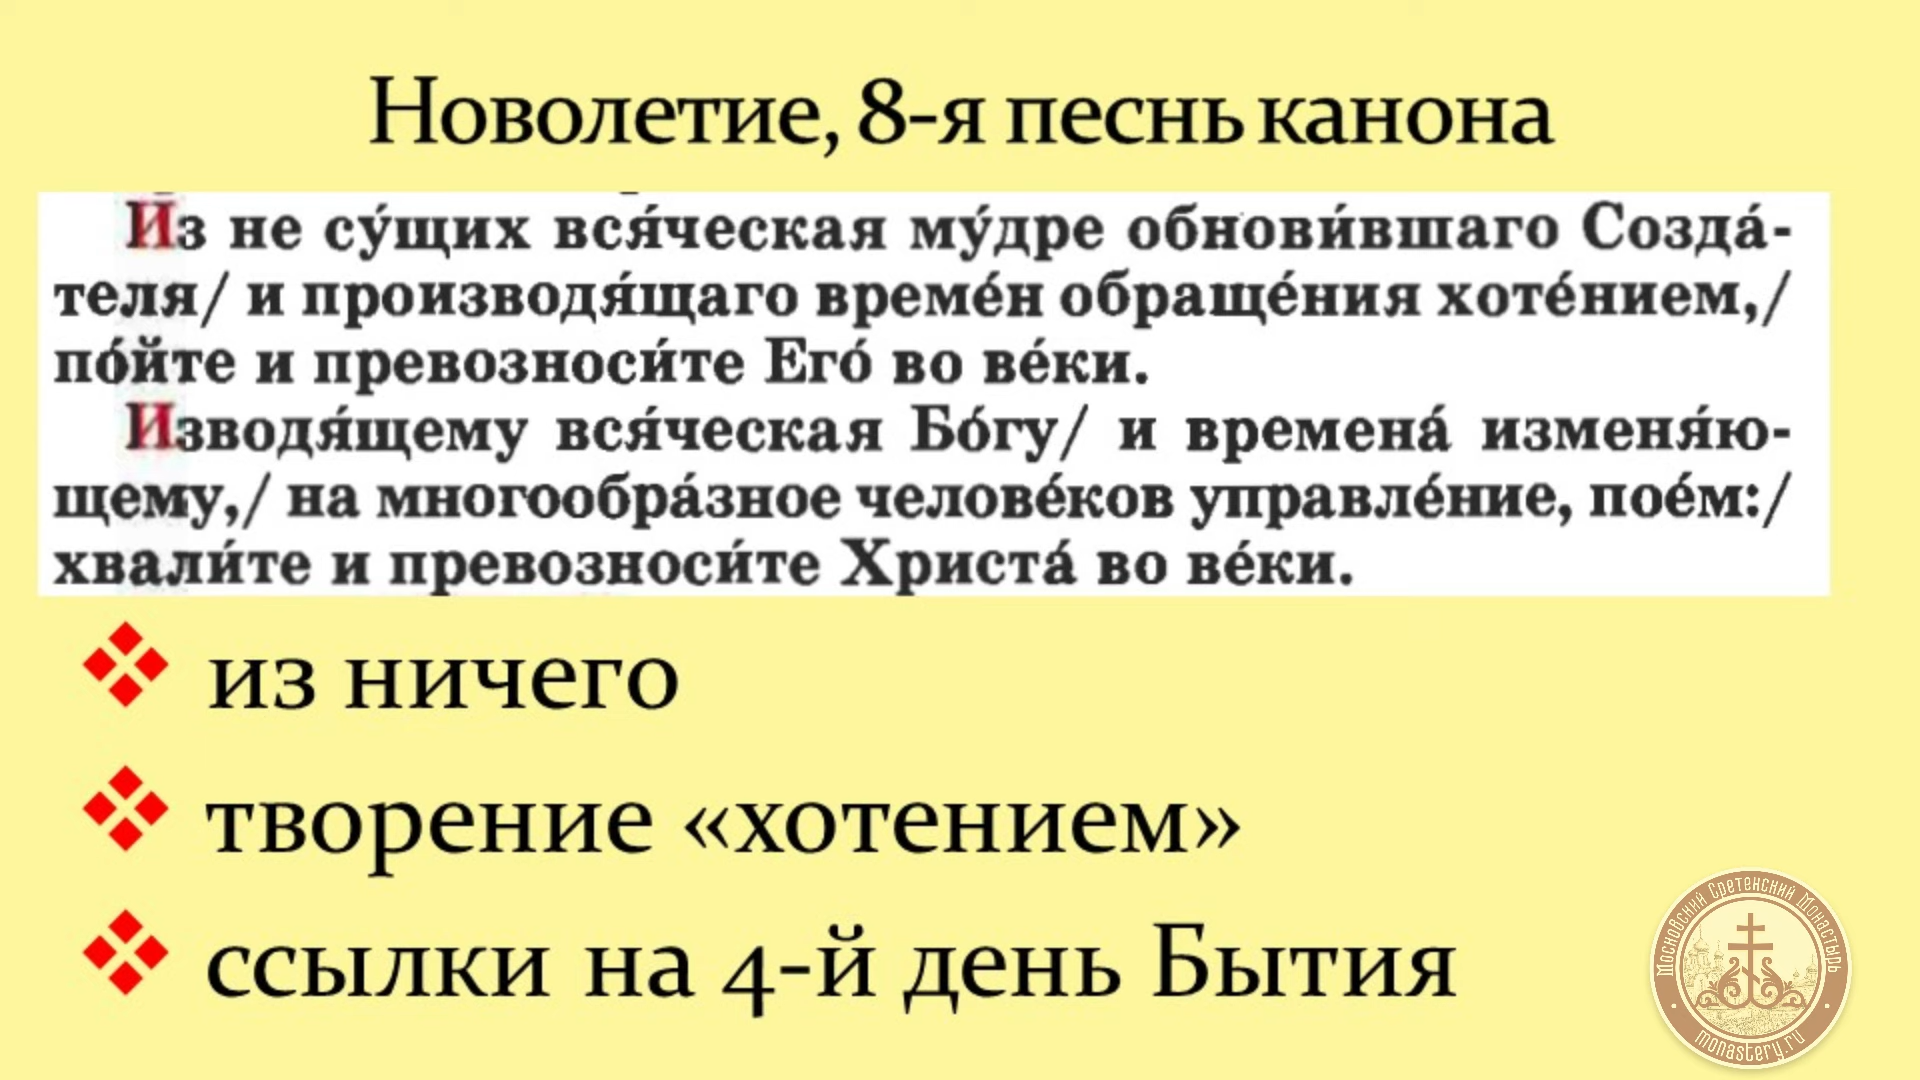 Новолетие, 8-я песнь канона
Из не су́щих вся́ческая му́дре обнови́вшаго Созда́-
теля/ и производя́щаго време́н обраще́ния хоте́нием,/
по́йте и превозноси́те Его́ во ве́ки.
Изводя́щему вся́ческая Бо́гу/ и времена́ изменя́ю-
щему,/ на многообра́зное челове́ков управле́ние, пое́м:/
хвали́те и превозноси́те Христа́ во ве́ки.
из ничего
творение «хотением»
ссылки на 4-й день Бытия
Московский Сретенский Монастырь
monastery.ru